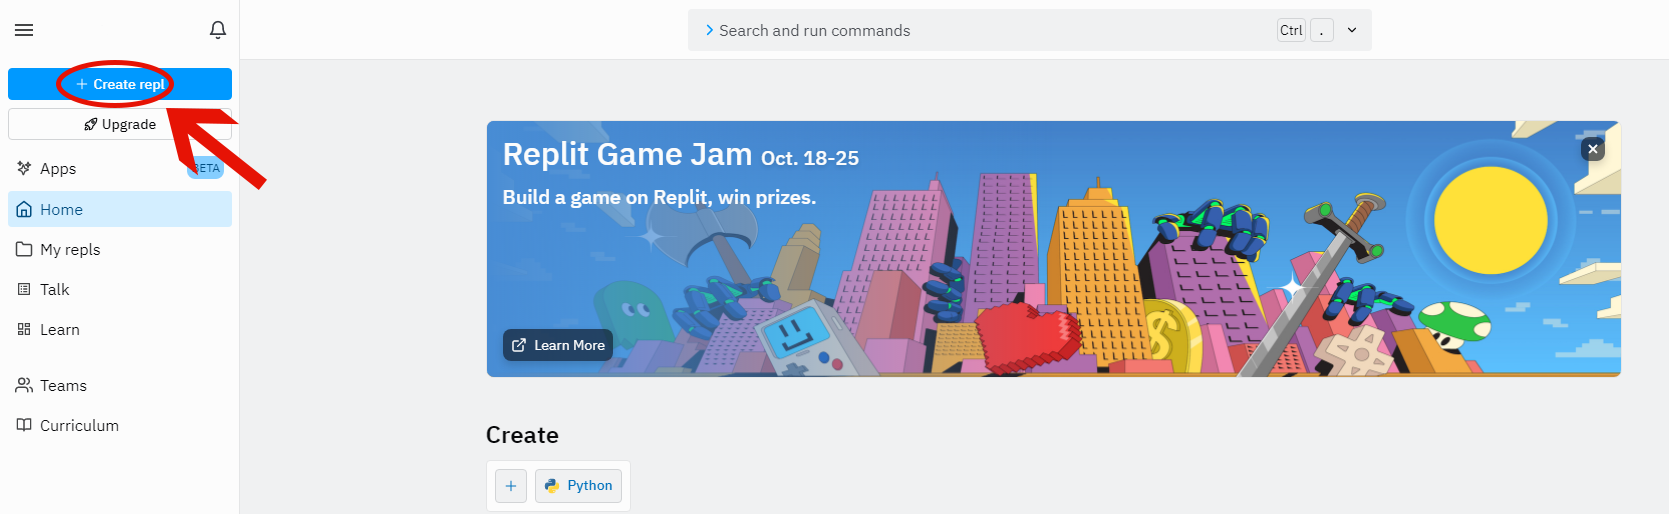 Search and run commands Ctrl .
+ Create repl
Upgrade
Apps BETA
Home
My repls
Talk
Learn
Teams
Curriculum
Replit Game Jam Oct. 18-25
Build a game on Replit, win prizes.
Learn More
Create
+ Python